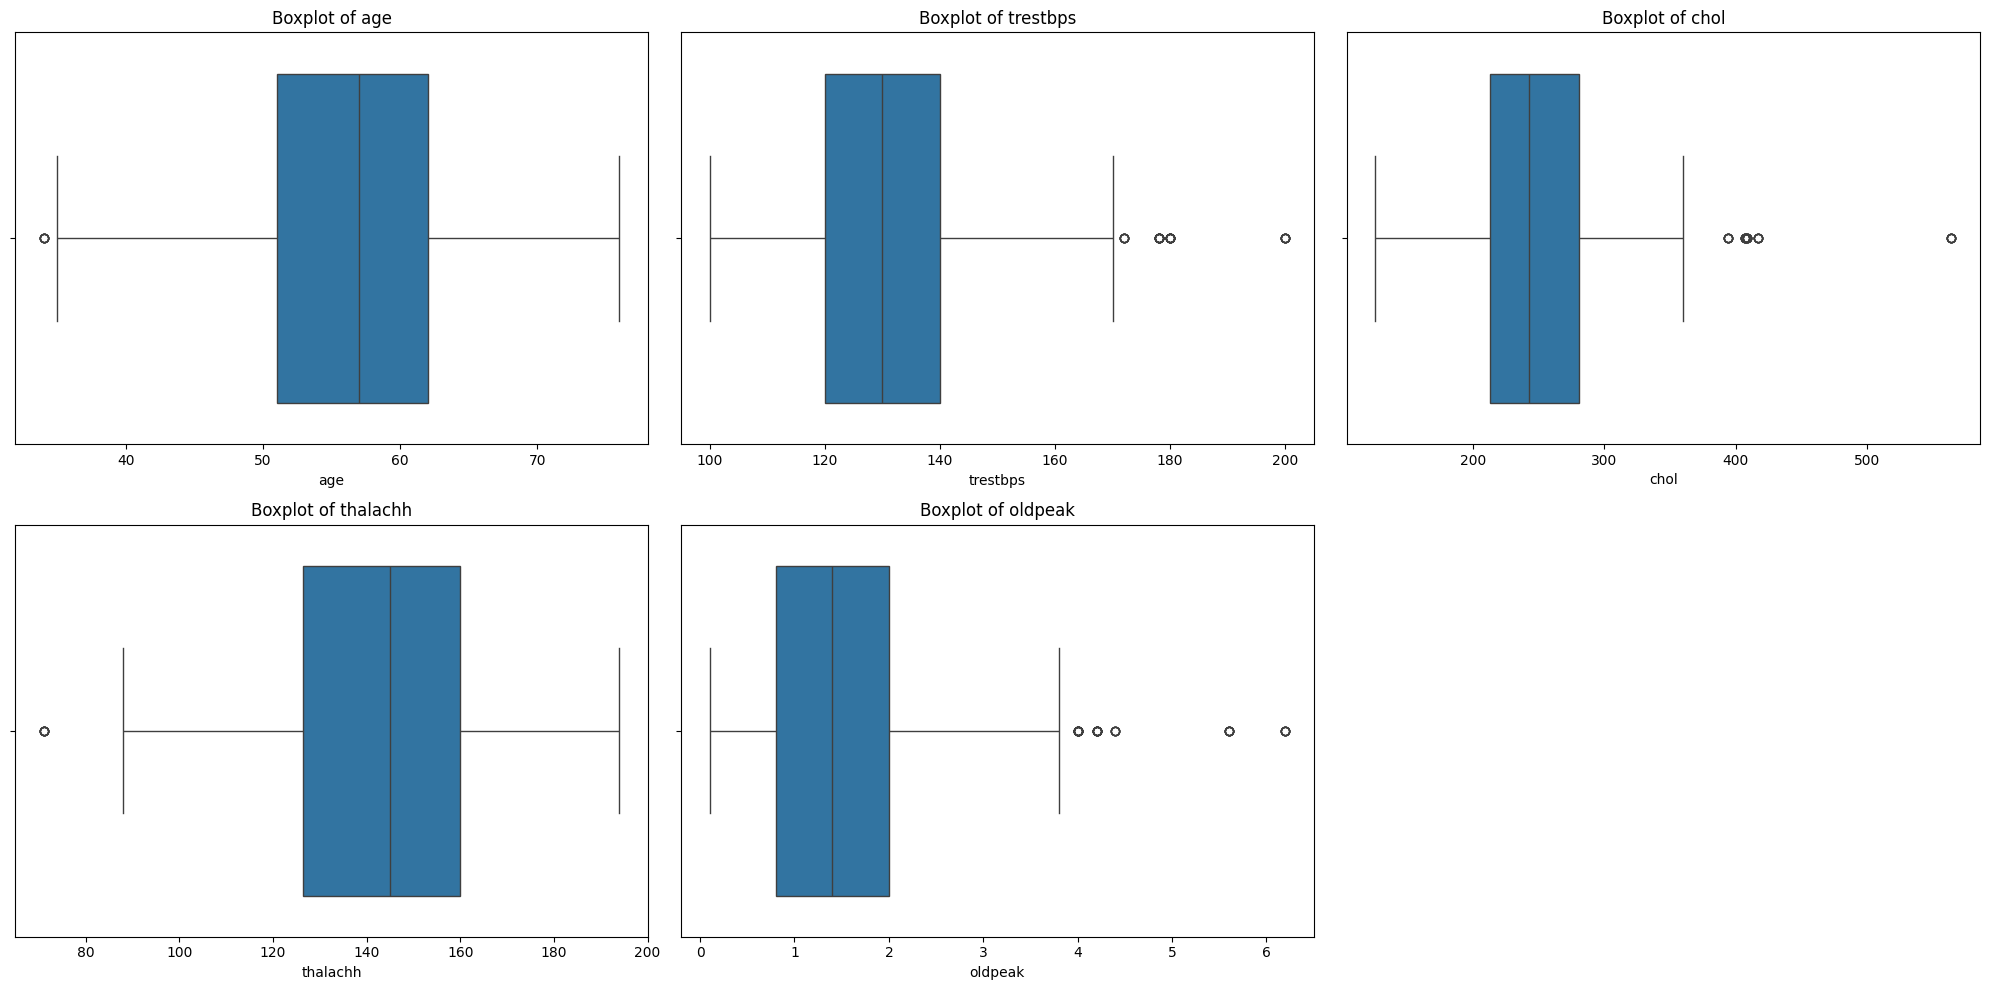 Boxplot of age
Boxplot of trestbps
Boxplot of chol
40 50 60 70
100 120 140 160 180 200
200 300 400 500
age
trestbps
chol
Boxplot of thalachh
Boxplot of oldpeak
80 100 120 140 160 180 200
0 1 2 3 4 5 6
thalachh
oldpeak